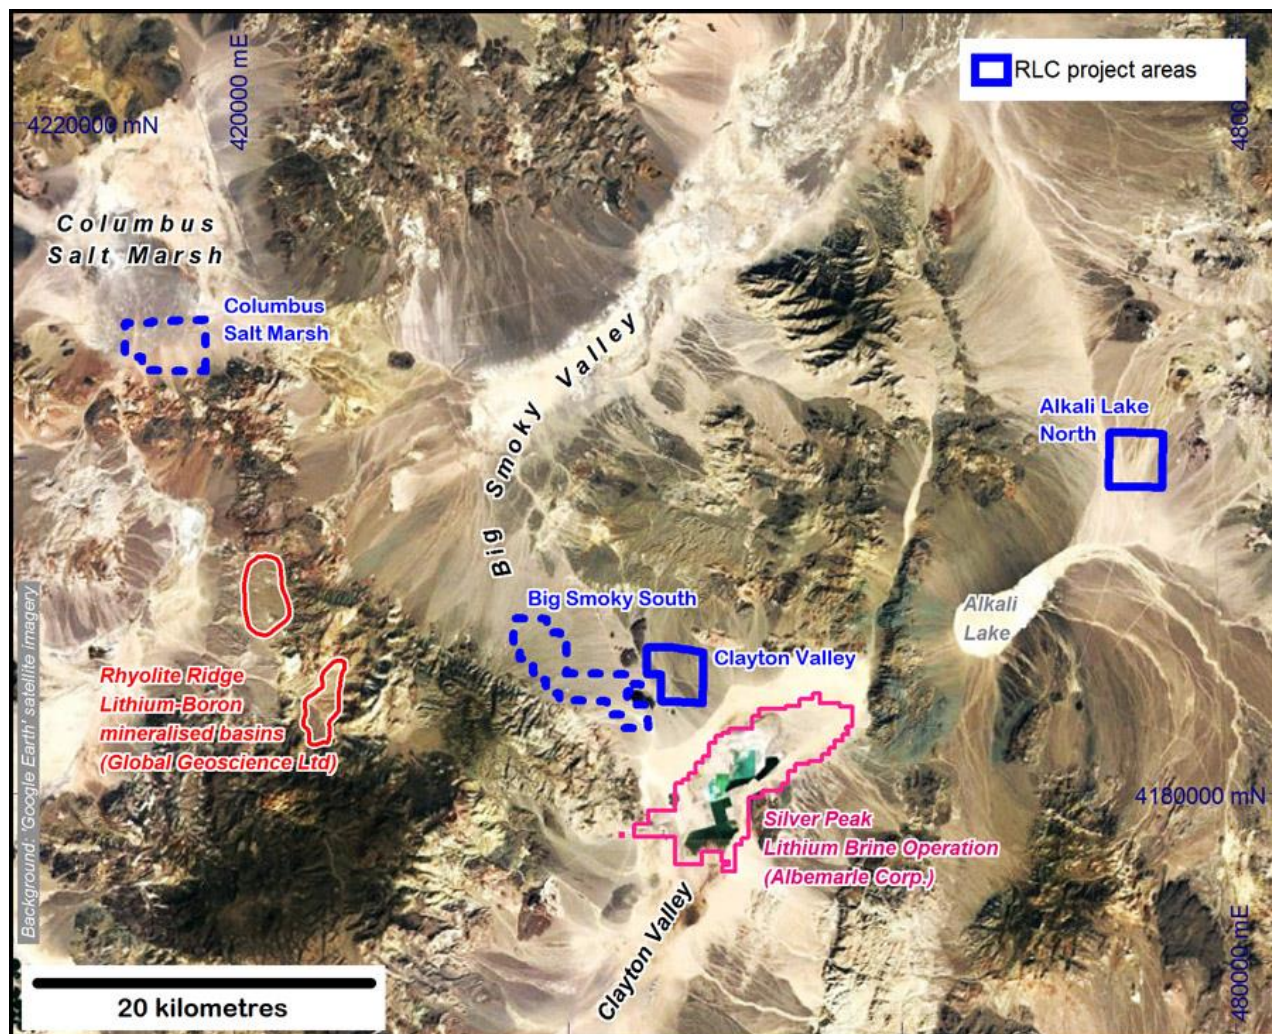 RLC project areas
420000 mE
4800
4220000 mN
Columbus
Salt Marsh
Columbus
Salt Marsh
Big Smoky Valley
Alkali Lake
North
Alkali
Lake
Big Smoky South
Clayton Valley
Rhyolite Ridge
Lithium-Boron
mineralised basins
(Global Geoscience Ltd)
4180000 mN
Silver Peak
Lithium Brine Operation
(Albemarle Corp.)
Clayton Valley
Background: 'Google Earth' satellite imagery
480000 mE
20 kilometres